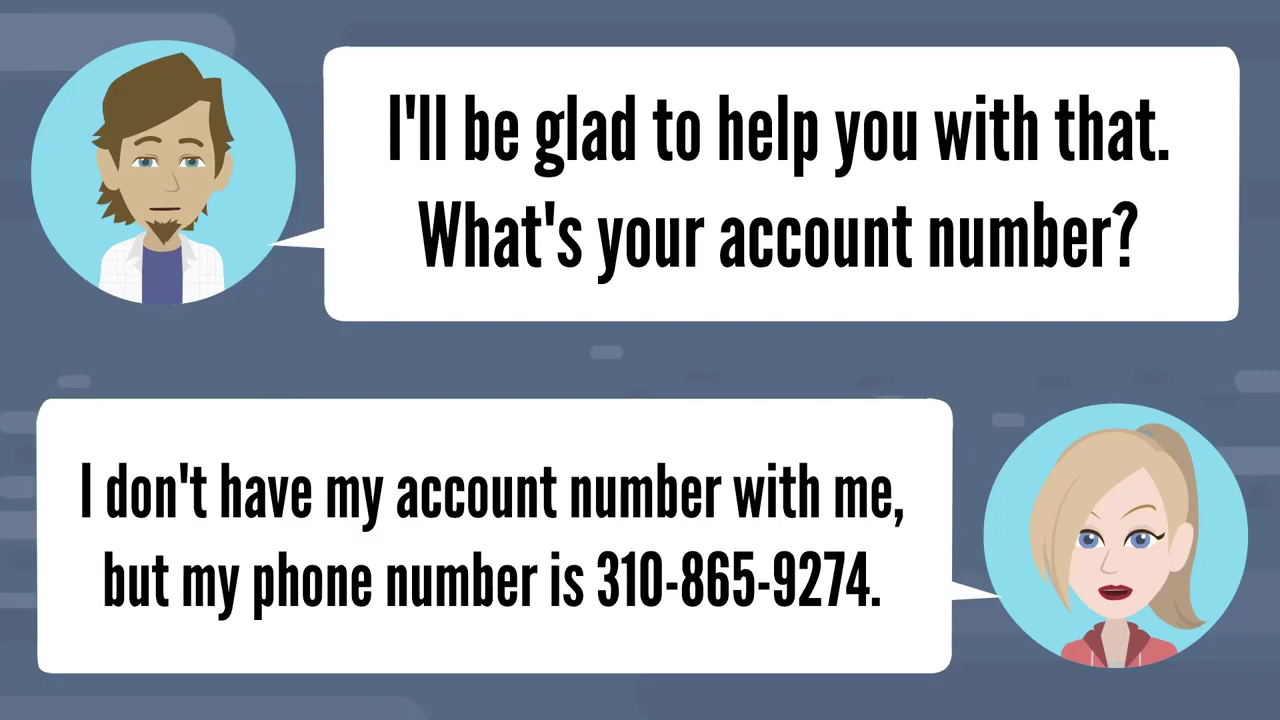 I'll be glad to help you with that.
What's your account number?
I don't have my account number with me,
but my phone number is 310-865-9274.